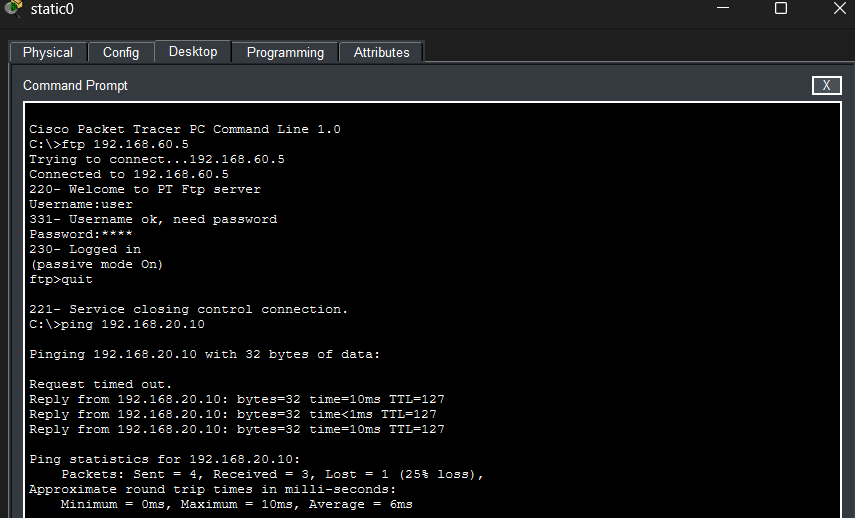 static0
Physical Config Desktop Programming Attributes
Command Prompt
X
Cisco Packet Tracer PC Command Line 1.0
C:\>ftp 192.168.60.5
Trying to connect...192.168.60.5
Connected to 192.168.60.5
220- Welcome to PT Ftp server
Username:user
331- Username ok, need password
Password:****
230- Logged in
(passive mode On)
ftp>quit
221- Service closing control connection.
C:\>ping 192.168.20.10
Pinging 192.168.20.10 with 32 bytes of data:
Request timed out.
Reply from 192.168.20.10: bytes=32 time=10ms TTL=127
Reply from 192.168.20.10: bytes=32 time<1ms TTL=127
Reply from 192.168.20.10: bytes=32 time=10ms TTL=127
Ping statistics for 192.168.20.10:
Packets: Sent = 4, Received = 3, Lost = 1 (25% loss),
Approximate round trip times in milli-seconds:
Minimum = 0ms, Maximum = 10ms, Average = 6ms